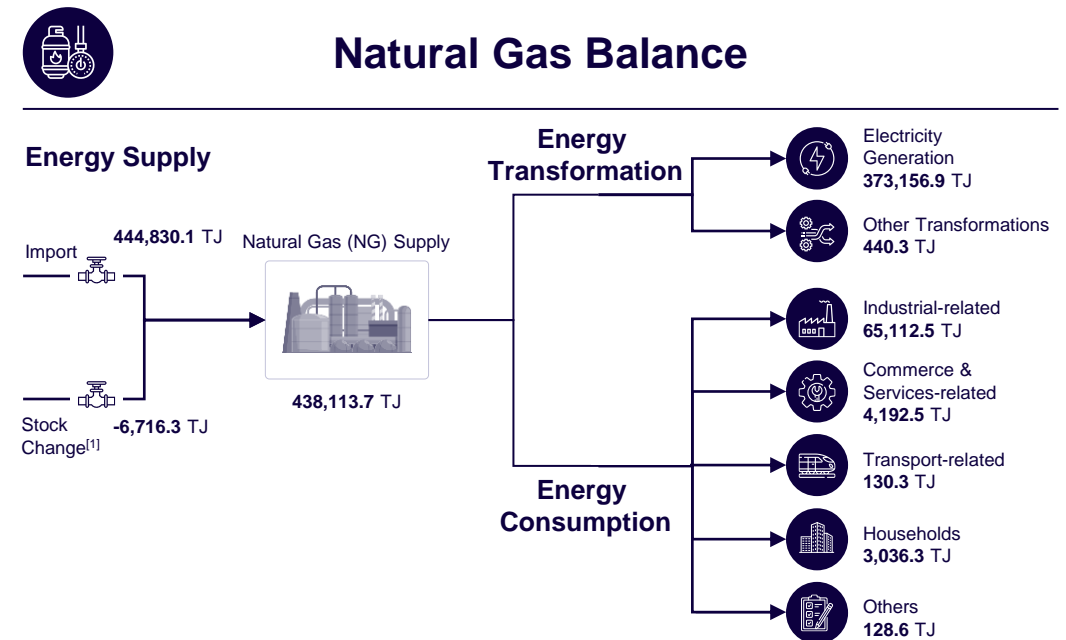 Natural Gas Balance
Energy Supply
Import
444,830.1 TJ
Stock
Change[1]
-6,716.3 TJ
Natural Gas (NG) Supply
438,113.7 TJ
Energy
Transformation
Electricity
Generation
373,156.9 TJ
Other Transformations
440.3 TJ
Energy
Consumption
Industrial-related
65,112.5 TJ
Commerce &
Services-related
4,192.5 TJ
Transport-related
130.3 TJ
Households
3,036.3 TJ
Others
128.6 TJ